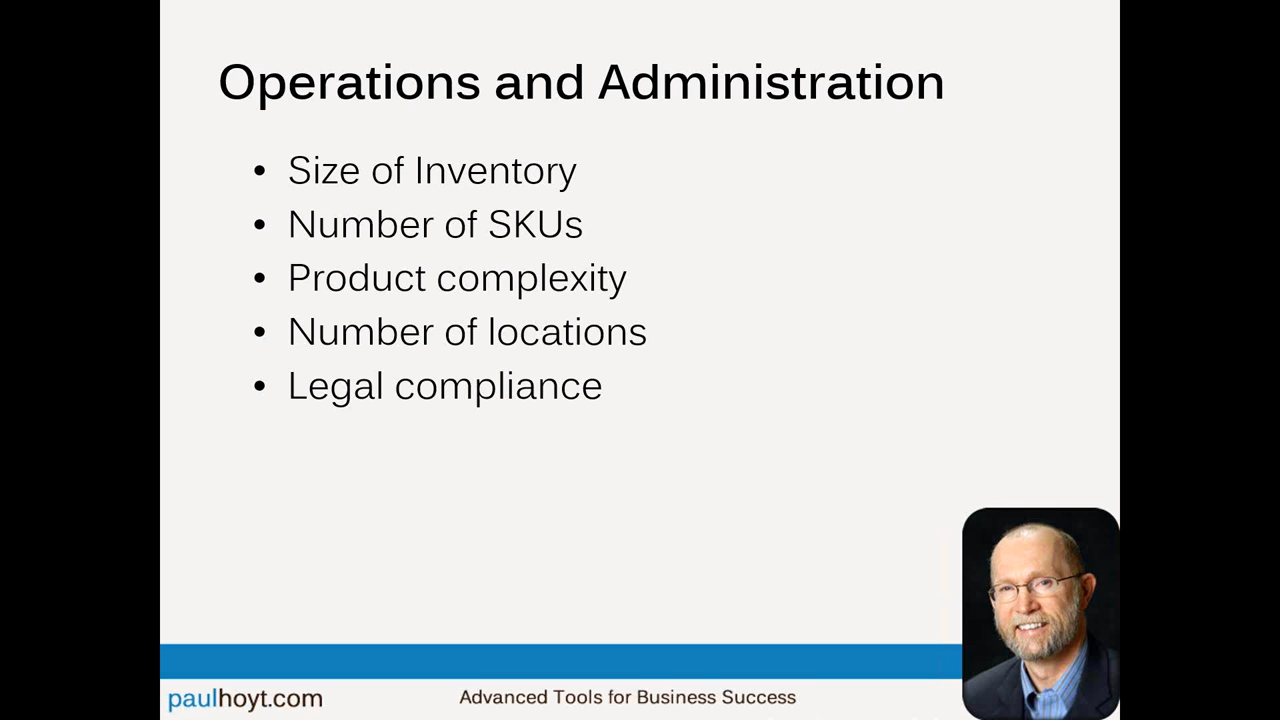 Operations and Administration
• Size of Inventory
• Number of SKUs
• Product complexity
• Number of locations
• Legal compliance
paulhoyt.com
Advanced Tools for Business Success